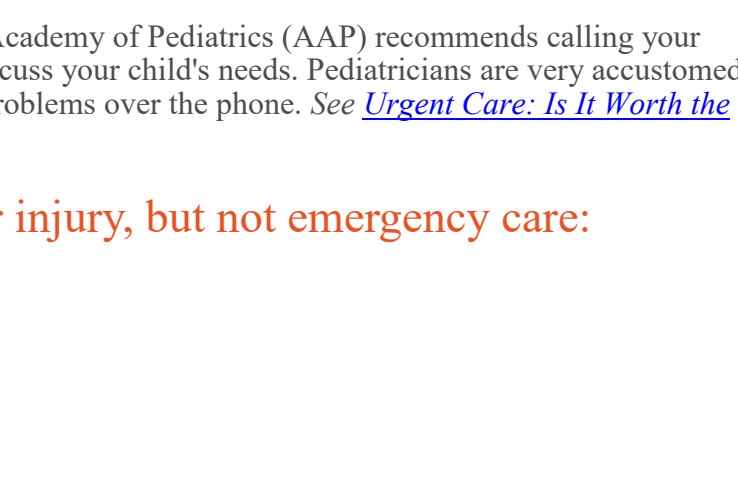 Academy of Pediatrics (AAP) recommends calling your
cuss your child's needs. Pediatricians are very accustomed
roblems over the phone. See Urgent Care: Is It Worth the
r injury, but not emergency care: